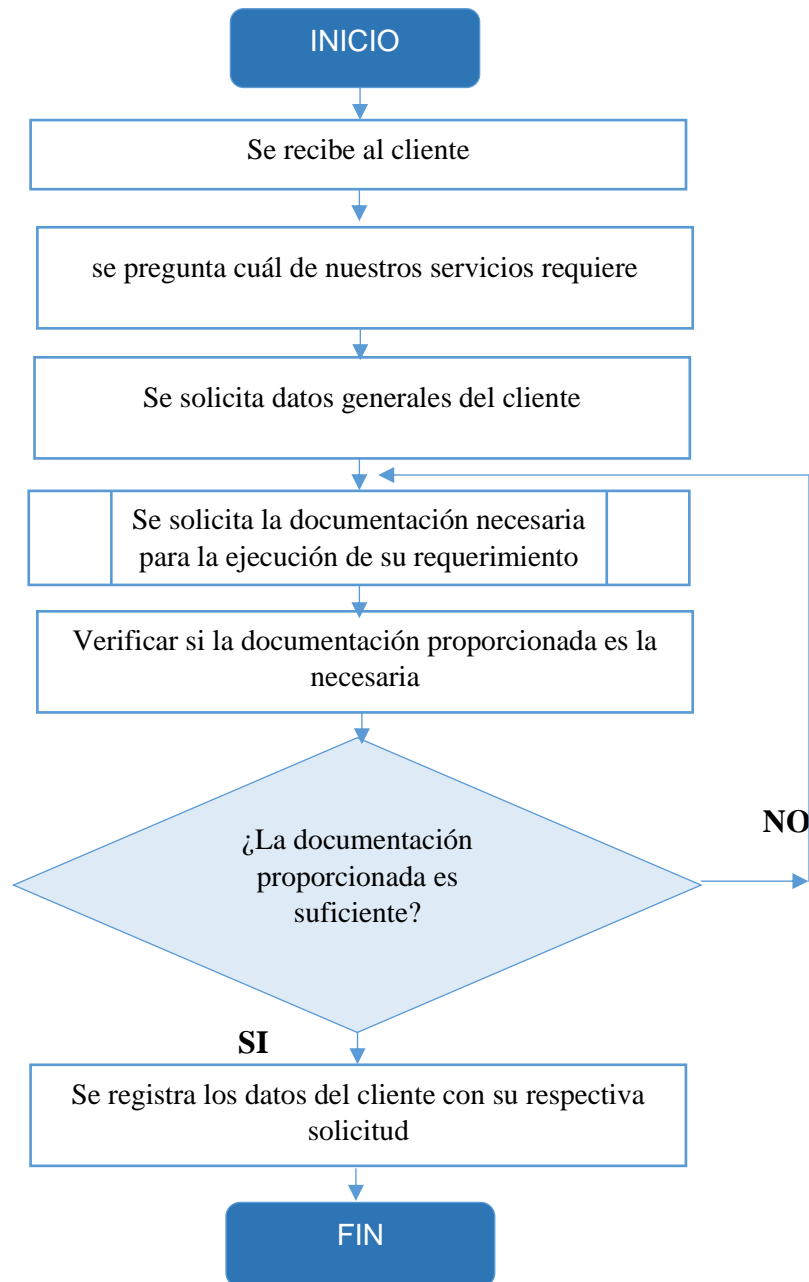 INICIO
Se recibe al cliente
se pregunta cuál de nuestros servicios requiere
Se solicita datos generales del cliente
Se solicita la documentación necesaria
para la ejecución de su requerimiento
Verificar si la documentación proporcionada es la
necesaria
¿La documentación
proporcionada es
suficiente?
NO
SI
Se registra los datos del cliente con su respectiva
solicitud
FIN